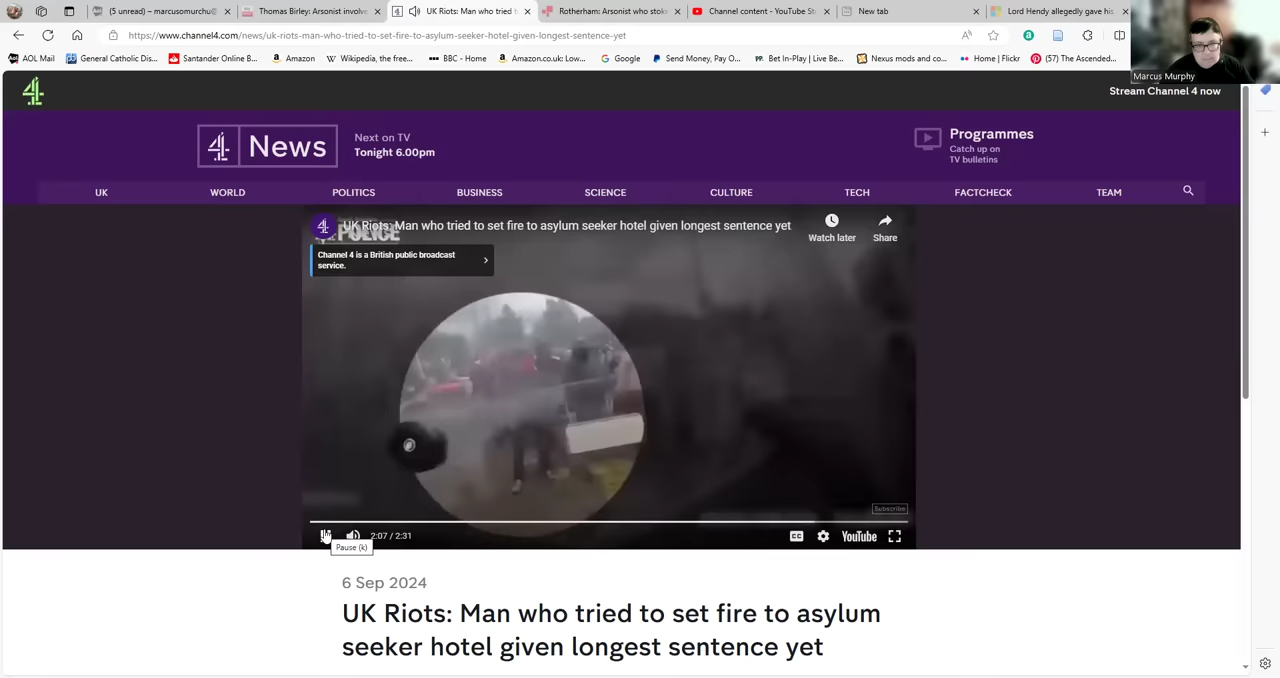 (5 unread) – marcusomurchu@
Thomas Birley: Arsonist involve
UK Riots: Man who tried t
Rotherham: Arsonist who stok
Channel content - YouTube St
New tab
Lord Hendy allegedly gave his
https://www.channel4.com/news/uk-riots-man-who-tried-to-set-fire-to-asylum-seeker-hotel-given-longest-sentence-yet
AOL Mail
General Catholic Dis...
Santander Online B...
Amazon
Wikipedia, the free...
BBC - Home
Amazon.co.uk: Low...
Google
Send Money, Pay O...
Bet In-Play | Live Be...
Nexus mods and co...
Home | Flickr
(57) The Ascended...
Marcus Murphy
Stream Channel 4 now
4 News
Next on TV
Tonight 6.00pm
Programmes
Catch up on
TV bulletins
UK WORLD POLITICS BUSINESS SCIENCE CULTURE TECH FACTCHECK TEAM
POLICE
UK Riots: Man who tried to set fire to asylum seeker hotel given longest sentence yet
Watch later
Share
Channel 4 is a British public broadcast
service.
Subscribe
2:07 / 2:31
CC
YouTube
Pause (k)
6 Sep 2024
UK Riots: Man who tried to set fire to asylum
seeker hotel given longest sentence yet